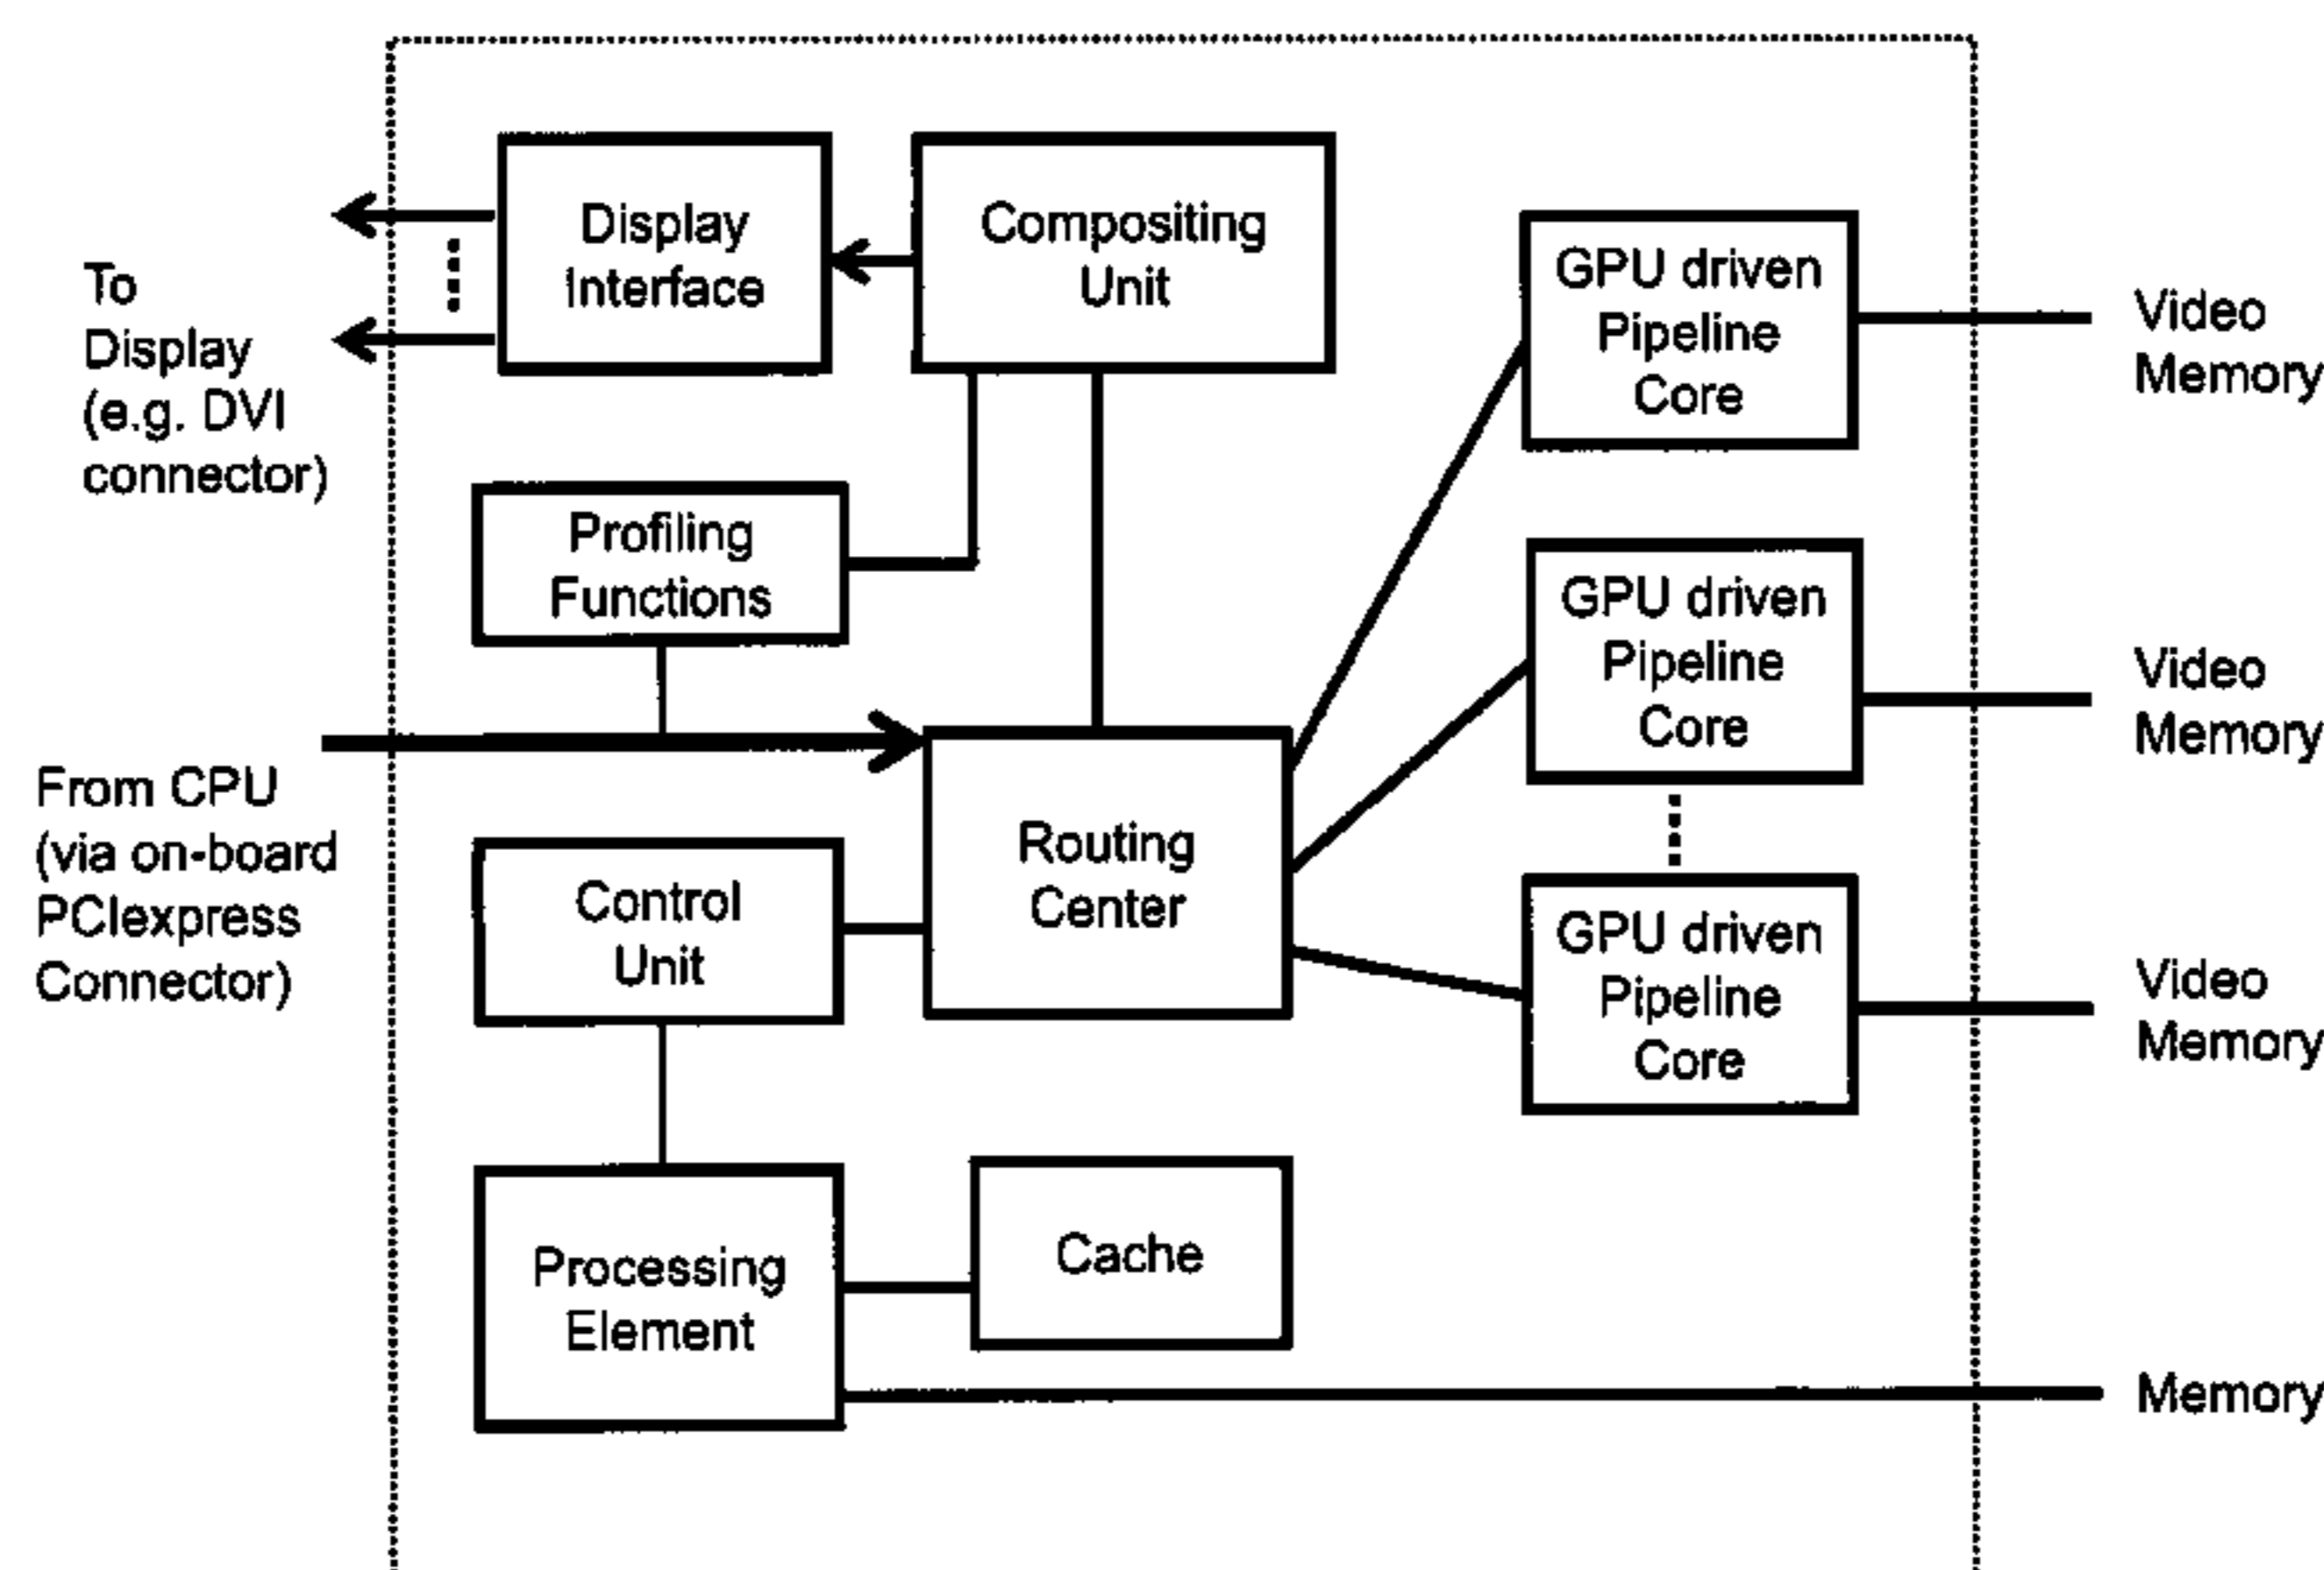 Display
Interface
Compositing
Unit
GPU driven
Pipeline
Core
Video
Memory
To
Display
(e.g. DVI
connector)
Profiling
Functions
GPU driven
Pipeline
Core
Video
Memory
From CPU
(via on-board
PCIexpress
Connector)
Control
Unit
Routing
Center
GPU driven
Pipeline
Core
Video
Memory
Processing
Element
Cache
Memory